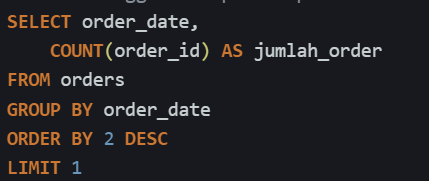 SELECT order_date,
    COUNT(order_id) AS jumlah_order
FROM orders
GROUP BY order_date
ORDER BY 2 DESC
LIMIT 1